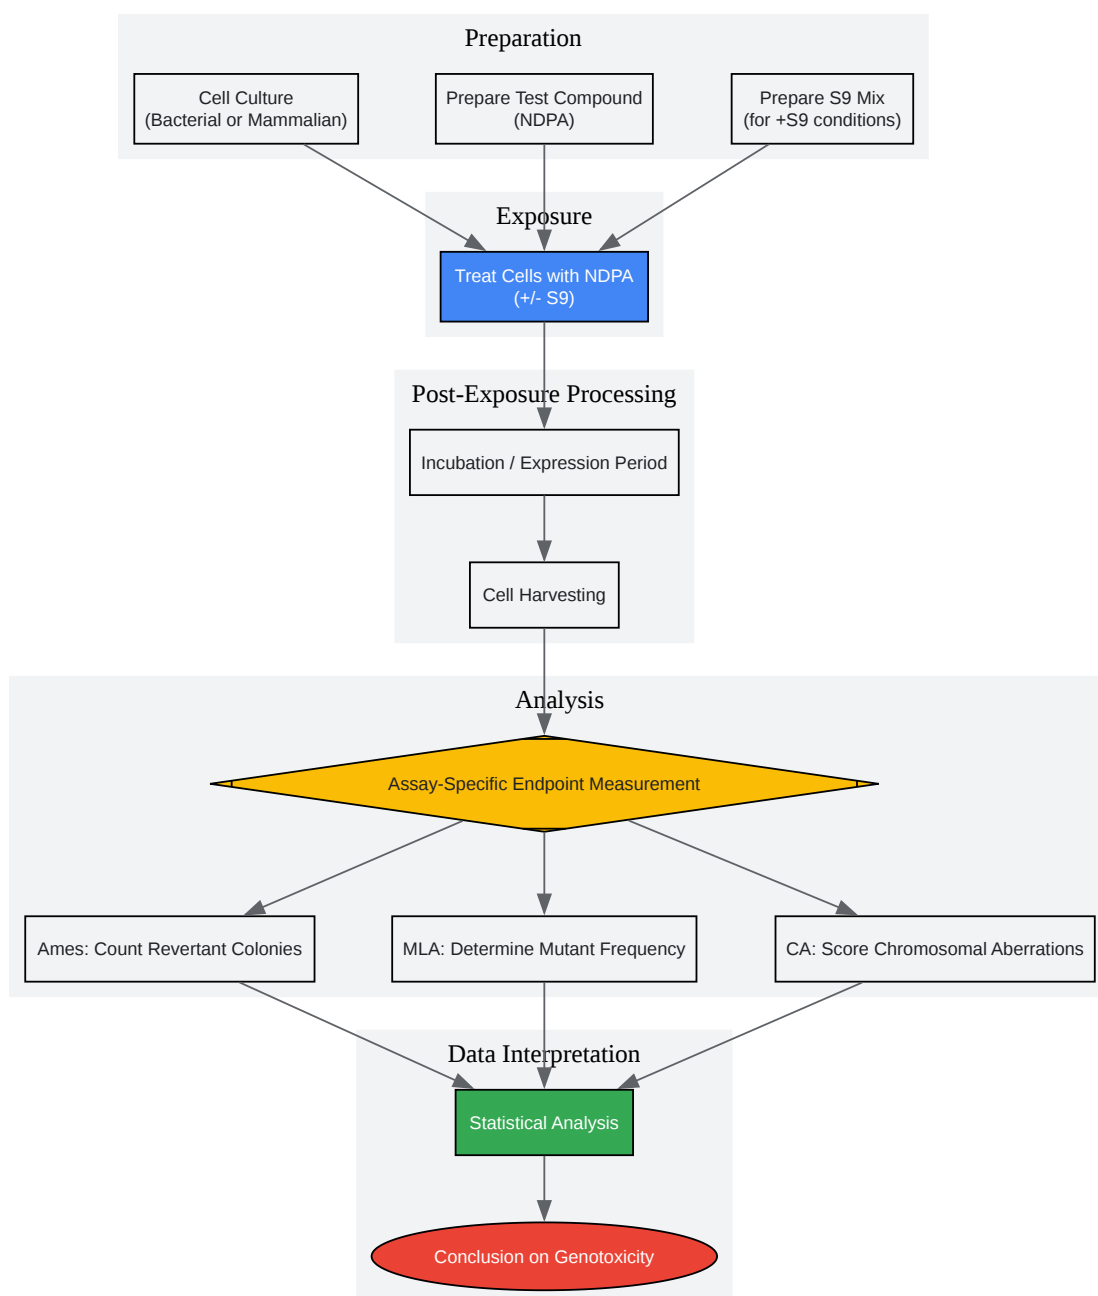 Preparation
Cell Culture
(Bacterial or Mammalian)
Prepare Test Compound
(NDPA)
Prepare S9 Mix
(for +S9 conditions)
Exposure
Treat Cells with NDPA
(+/- S9)
Post-Exposure Processing
Incubation / Expression Period
Cell Harvesting
Analysis
Assay-Specific Endpoint Measurement
Ames: Count Revertant Colonies
MLA: Determine Mutant Frequency
CA: Score Chromosomal Aberrations
Data Interpretation
Statistical Analysis
Conclusion on Genotoxicity